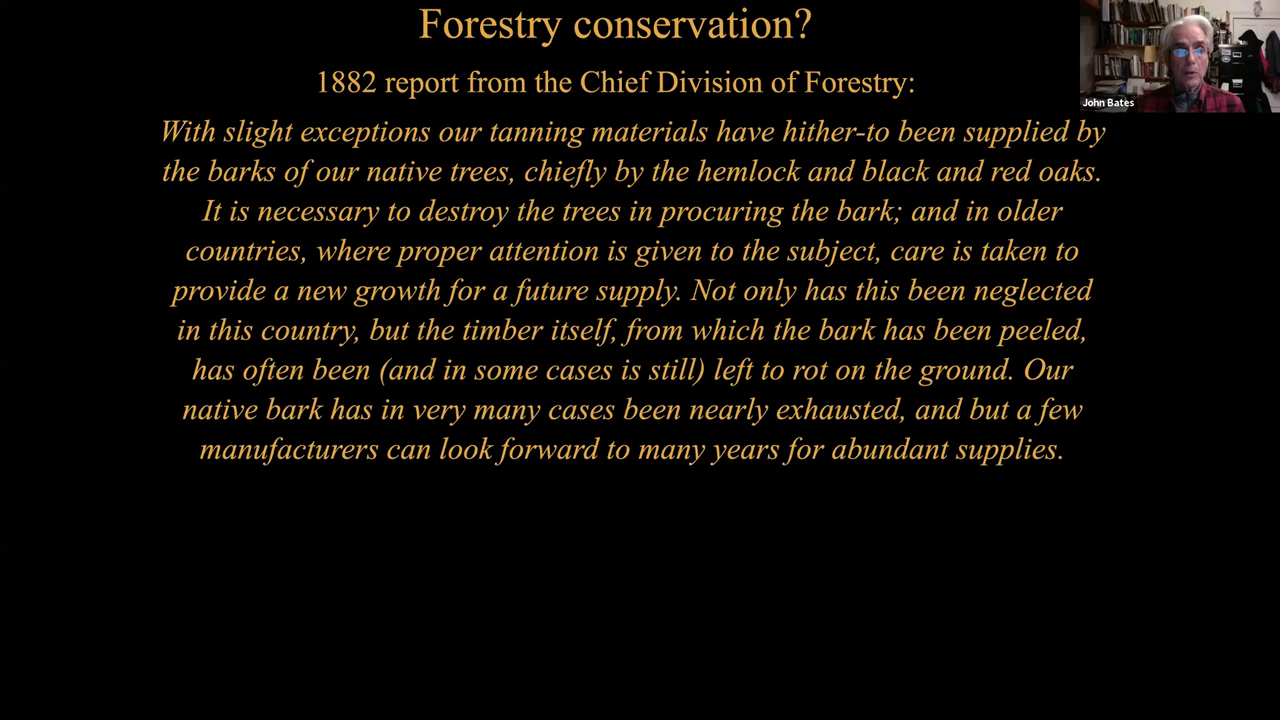 Forestry conservation?
1882 report from the Chief Division of Forestry:
With slight exceptions our tanning materials have hither-to been supplied by
the barks of our native trees, chiefly by the hemlock and black and red oaks.
It is necessary to destroy the trees in procuring the bark; and in older
countries, where proper attention is given to the subject, care is taken to
provide a new growth for a future supply. Not only has this been neglected
in this country, but the timber itself, from which the bark has been peeled,
has often been (and in some cases is still) left to rot on the ground. Our
native bark has in very many cases been nearly exhausted, and but a few
manufacturers can look forward to many years for abundant supplies.
John Bates